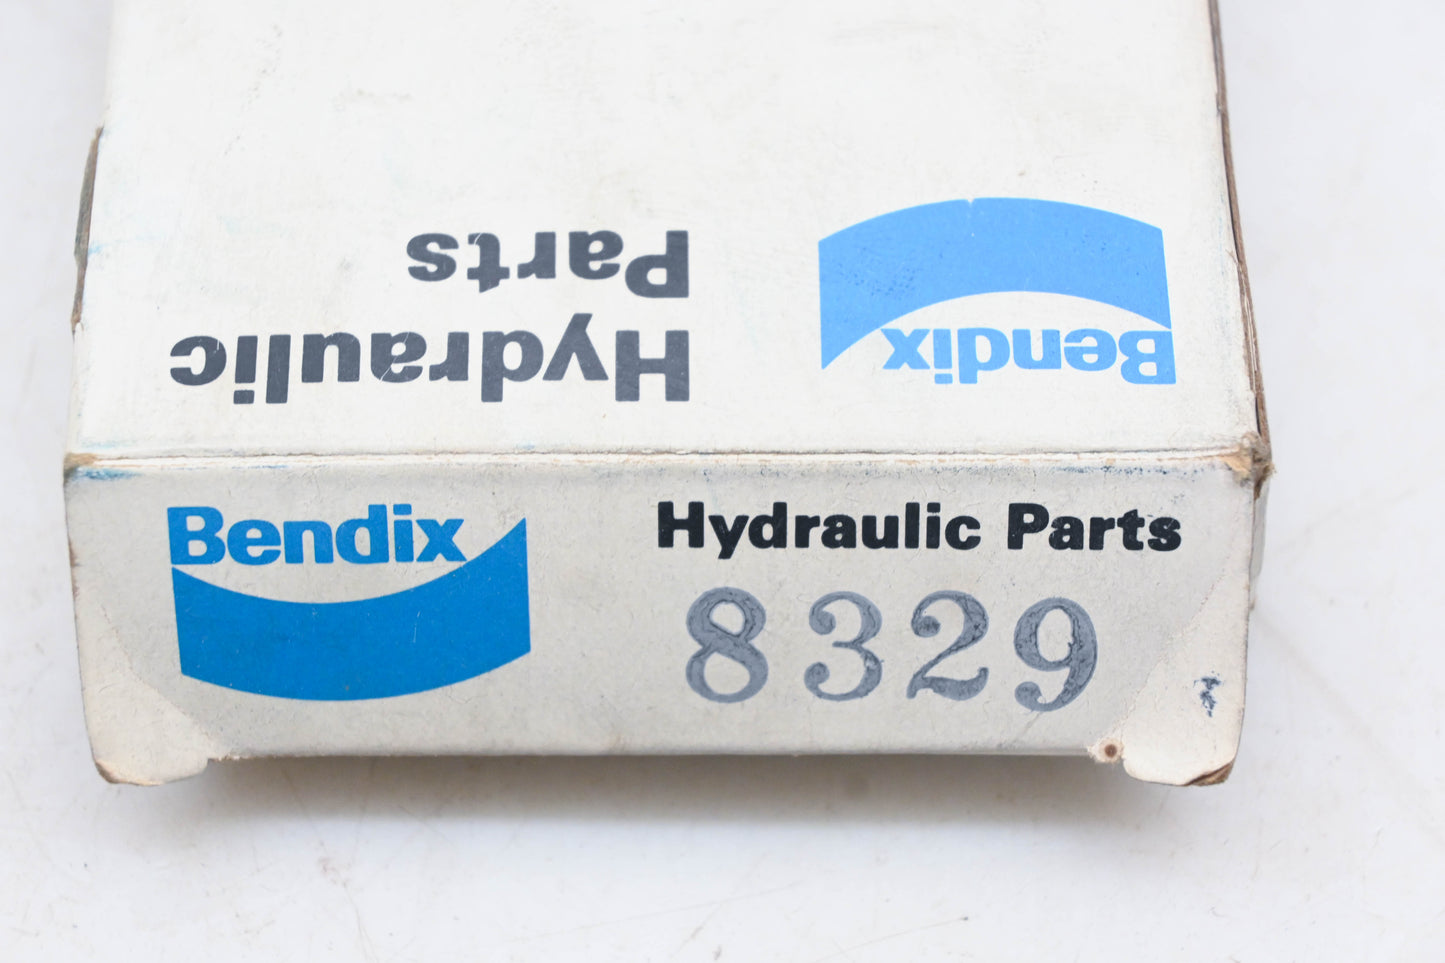 Hydraulic
Parts
Bendix
Bendix
Hydraulic Parts
8329